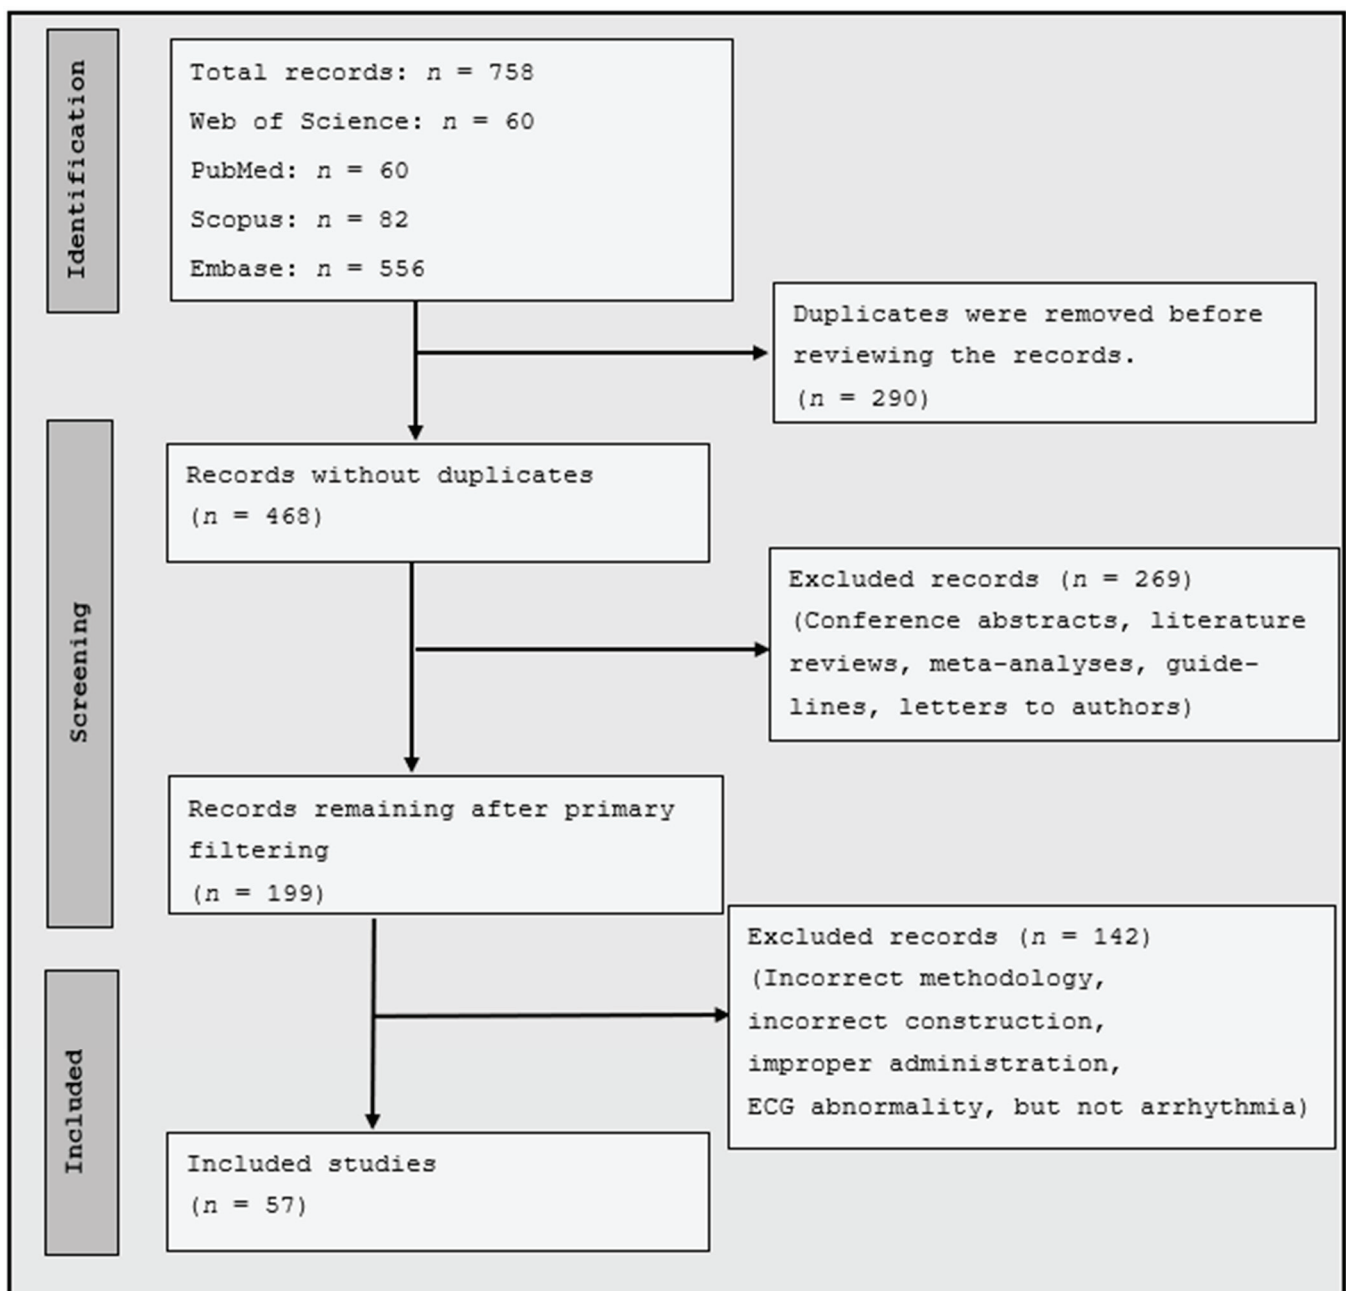 Identification
Total records: n = 758
Web of Science: n = 60
PubMed: n = 60
Scopus: n = 82
Embase: n = 556
Duplicates were removed before
reviewing the records.
(n = 290)
Screening
Records without duplicates
(n = 468)
Excluded records (n = 269)
(Conference abstracts, literature
reviews, meta-analyses, guide-
lines, letters to authors)
Records remaining after primary
filtering
(n = 199)
Excluded records (n = 142)
(Incorrect methodology,
incorrect construction,
improper administration,
ECG abnormality, but not arrhythmia)
Included
Included studies
(n = 57)